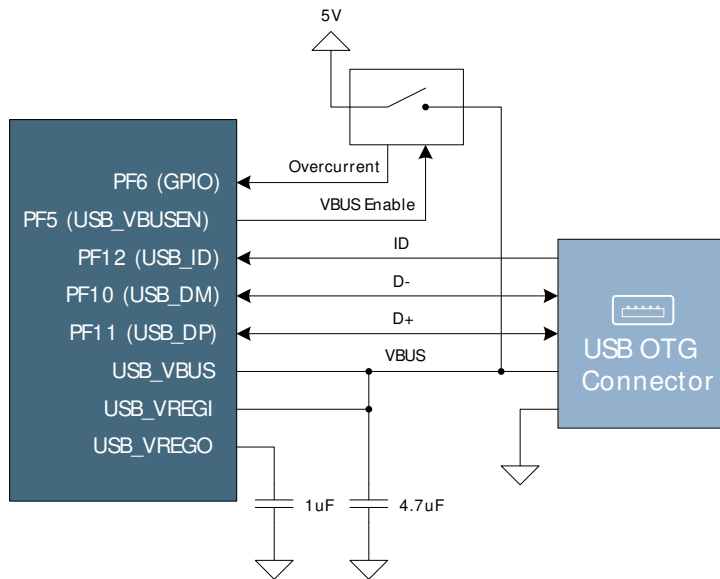 5V
Overcurrent
PF6 (GPIO)
VBUS Enable
PF5 (USB_VBUSEN)
ID
PF12 (USB_ID)
D-
PF10 (USB_DM)
D+
PF11 (USB_DP)
VBUS
USB_VBUS
USB_VREGI
USB_VREGO
USB OTG
Connector
1uF
4.7uF